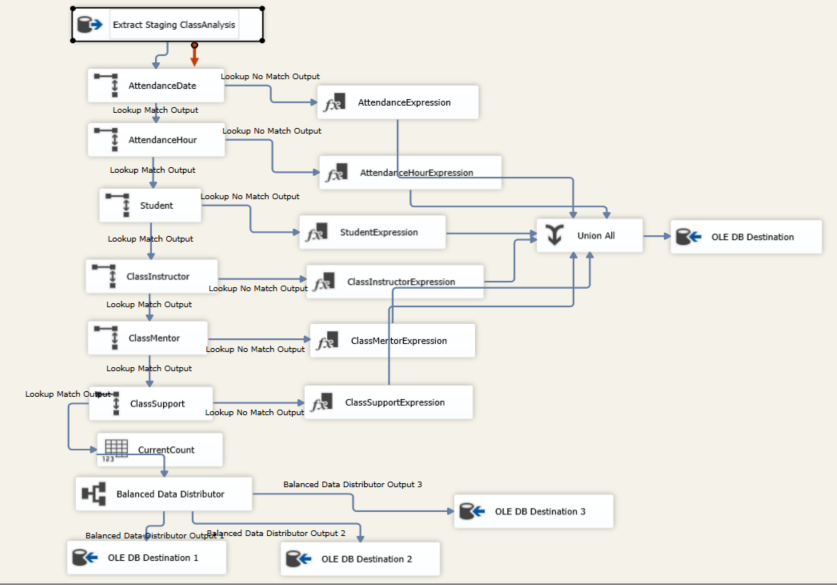 Extract Staging ClassAnalysis
Lookup No Match Output
AttendanceDate
AttendanceExpression
Lookup Match Output
Lookup No Match Output
AttendanceHour
Lookup Match Output
AttendanceHourExpression
Lookup No Match Output
Student
StudentExpression
Union All
OLE DB Destination
Lookup Match Output
ClassInstructor
ClassInstructorExpression
Lookup No Match Output
Lookup Match Output
ClassMentor
ClassMentorExpression
Lookup No Match Output
Lookup Match Output
Lookup Match Output
ClassSupport
ClassSupportExpression
Lookup No Match Output
CurrentCount
123
Balanced Data Distributor Output 3
Balanced Data Distributor
OLE DB Destination 3
Balanced Data Distributor Output 1
Balanced Data Distributor Output 2
OLE DB Destination 1
OLE DB Destination 2